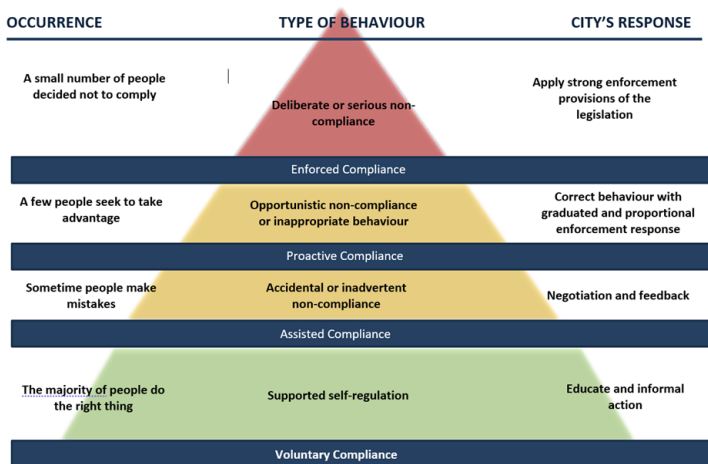 OCCURRENCE TYPE OF BEHAVIOUR CITY'S RESPONSE
A small number of people
decided not to comply
Deliberate or serious non-
compliance
Apply strong enforcement
provisions of the
legislation
Enforced Compliance
A few people seek to take
advantage
Opportunistic non-compliance
or inappropriate behaviour
Correct behaviour with
graduated and proportional
enforcement response
Proactive Compliance
Sometime people make
mistakes
Accidental or inadvertent
non-compliance
Negotiation and feedback
Assisted Compliance
The majority of people do
the right thing
Supported self-regulation
Educate and informal
action
Voluntary Compliance